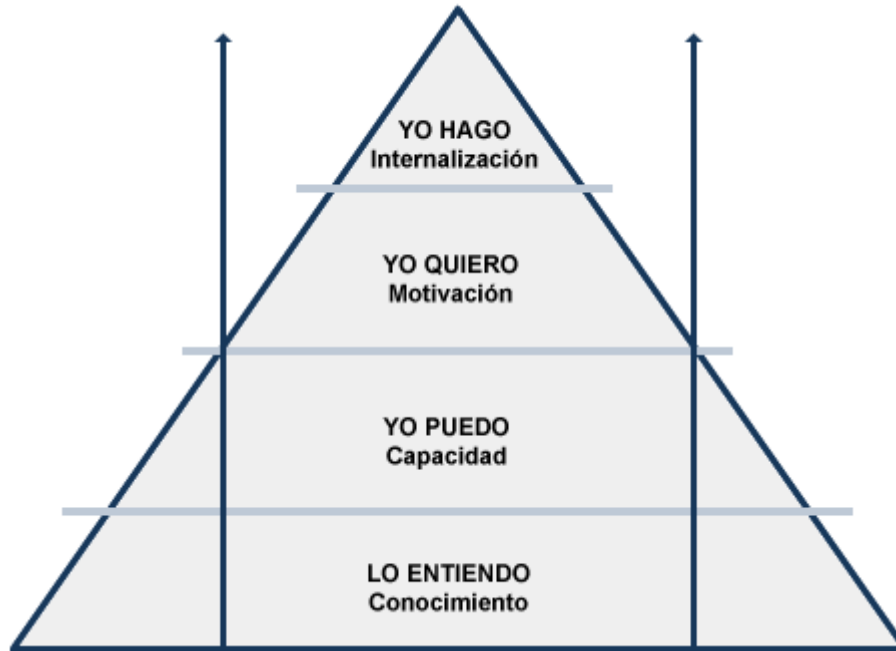 YO HAGO
Internalización
YO QUIERO
Motivación
YO PUEDO
Capacidad
LO ENTIENDO
Conocimiento